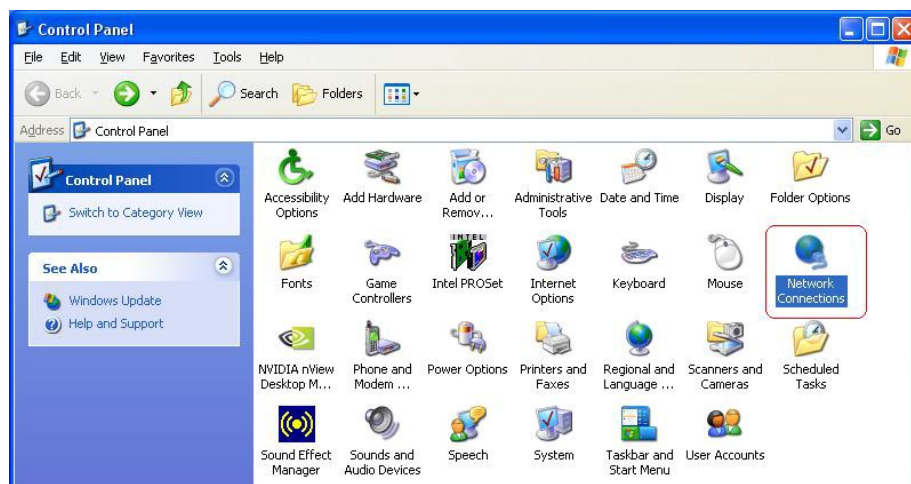 Control Panel
File Edit View Favorites Tools Help
Back Search Folders
Address Control Panel Go
Control Panel
Switch to Category View
See Also
Windows Update
Help and Support
Accessibility Options
Add Hardware
Add or Remov...
Administrative Tools
Date and Time
Display
Folder Options
Fonts
Game Controllers
INTEL
Intel PROSet
Internet Options
Keyboard
Mouse
Network Connections
NVIDIA nView Desktop M...
Phone and Modem ...
Power Options
Printers and Faxes
Regional and Language ...
Scanners and Cameras
Scheduled Tasks
Sound Effect Manager
Sounds and Audio Devices
Speech
System
Taskbar and Start Menu
User Accounts